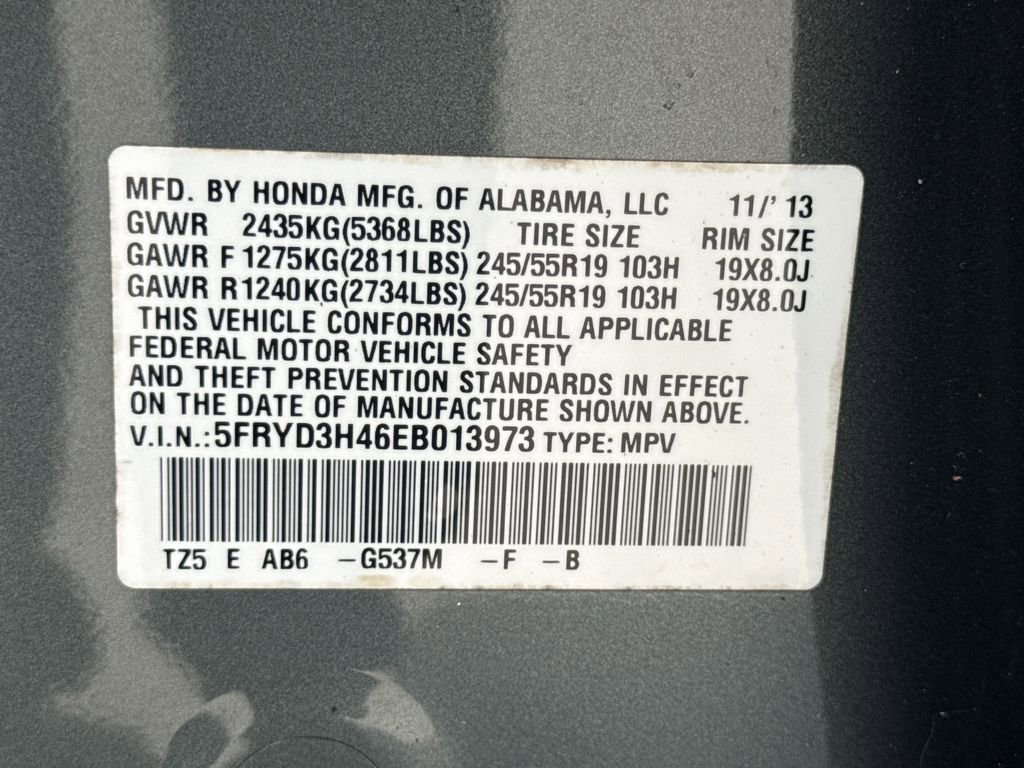 MFD. BY HONDA MFG. OF ALABAMA, LLC 11/' 13
GVWR 2435KG(5368LBS) TIRE SIZE RIM SIZE
GAWR F 1275KG(2811LBS) 245/55R19 103H 19X8.0J
GAWR R1240KG(2734LBS) 245/55R19 103H 19X8.0J
THIS VEHICLE CONFORMS TO ALL APPLICABLE
FEDERAL MOTOR VEHICLE SAFETY
AND THEFT PREVENTION STANDARDS IN EFFECT
ON THE DATE OF MANUFACTURE SHOWN ABOVE.
V.I.N.:5FRYD3H46EB013973 TYPE: MPV
TZ5 E AB6 -G537M -F -B